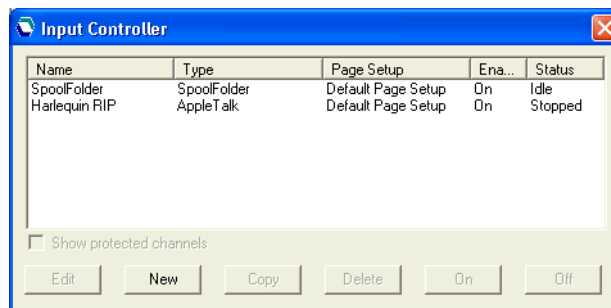 Input Controller
Name Type Page Setup Ena... Status
SpoolFolder SpoolFolder Default Page Setup On Idle
Harlequin RIP AppleTalk Default Page Setup On Stopped
Show protected channels
Edit New Copy Delete On Off